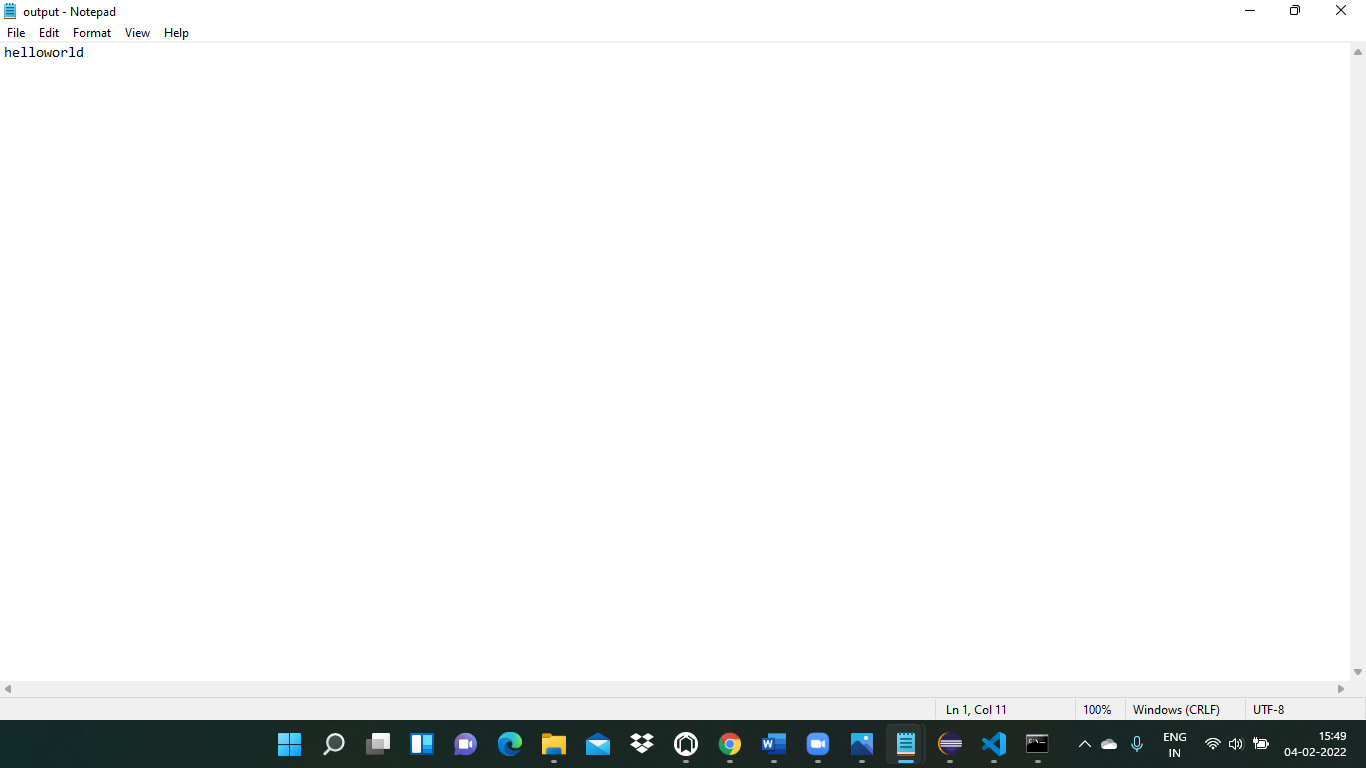 output - Notepad
File Edit Format View Help
helloworld
Ln 1, Col 11 100% Windows (CRLF) UTF-8
ENG 15:49
IN 04-02-2022